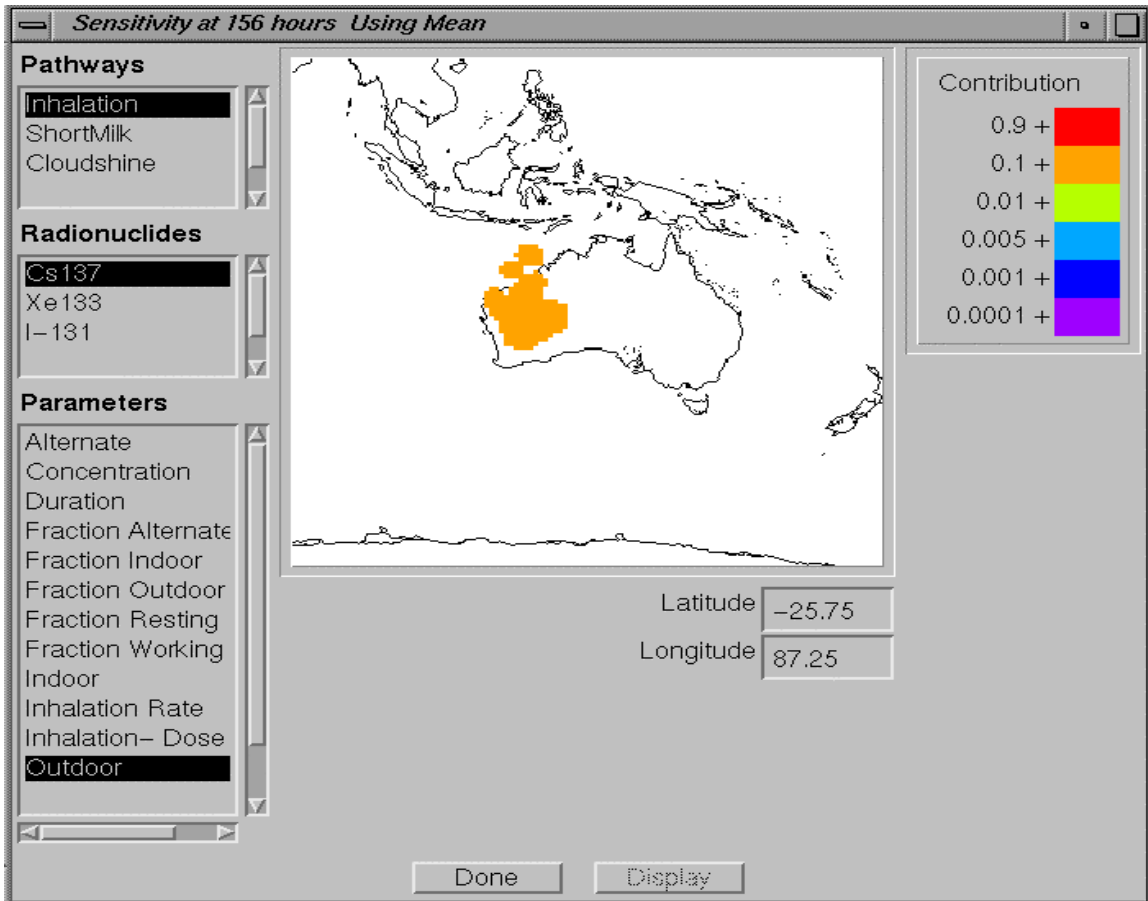 Sensitivity at 156 hours Using Mean
Pathways
Inhalation
ShortMilk
Cloudshine
Radionuclides
Cs137
Xe133
I-131
Parameters
Alternate
Concentration
Duration
Fraction Alternate
Fraction Indoor
Fraction Outdoor
Fraction Resting
Fraction Working
Indoor
Inhalation Rate
Inhalation- Dose
Outdoor
Contribution
0.9 +
0.1 +
0.01 +
0.005 +
0.001 +
0.0001 +
Latitude -25.75
Longitude 87.25
Done
Display